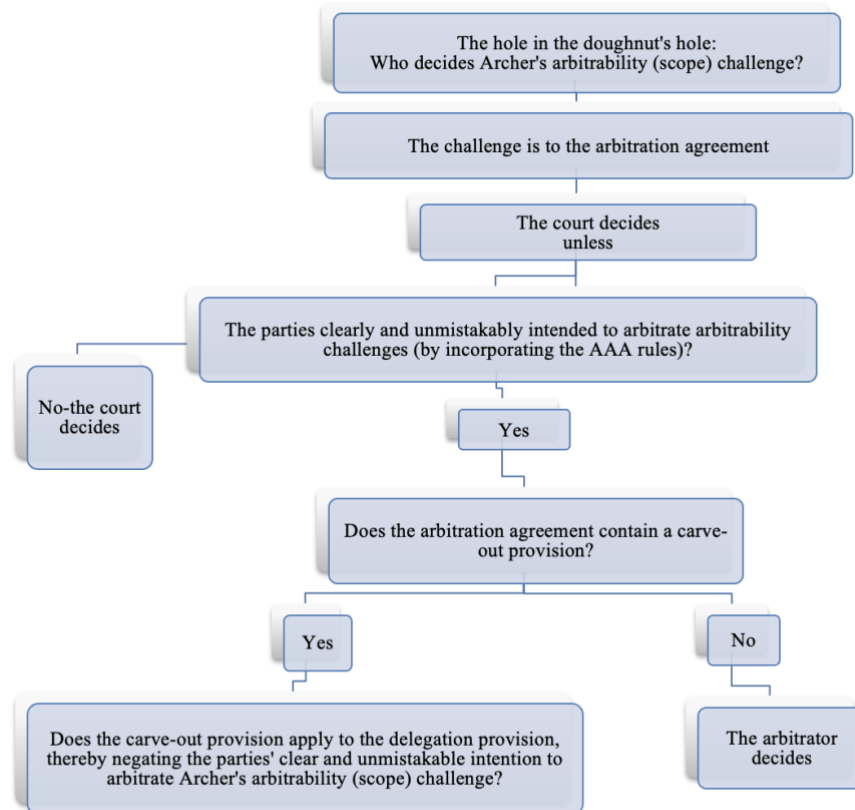 The hole in the doughnut's hole:
Who decides Archer's arbitrability (scope) challenge?
The challenge is to the arbitration agreement
The court decides
unless
The parties clearly and unmistakably intended to arbitrate arbitrability
challenges (by incorporating the AAA rules)?
No-the court
decides
Yes
Does the arbitration agreement contain a carve-
out provision?
Yes
No
Does the carve-out provision apply to the delegation provision,
thereby negating the parties' clear and unmistakable intention to
arbitrate Archer's arbitrability (scope) challenge?
The arbitrator
decides